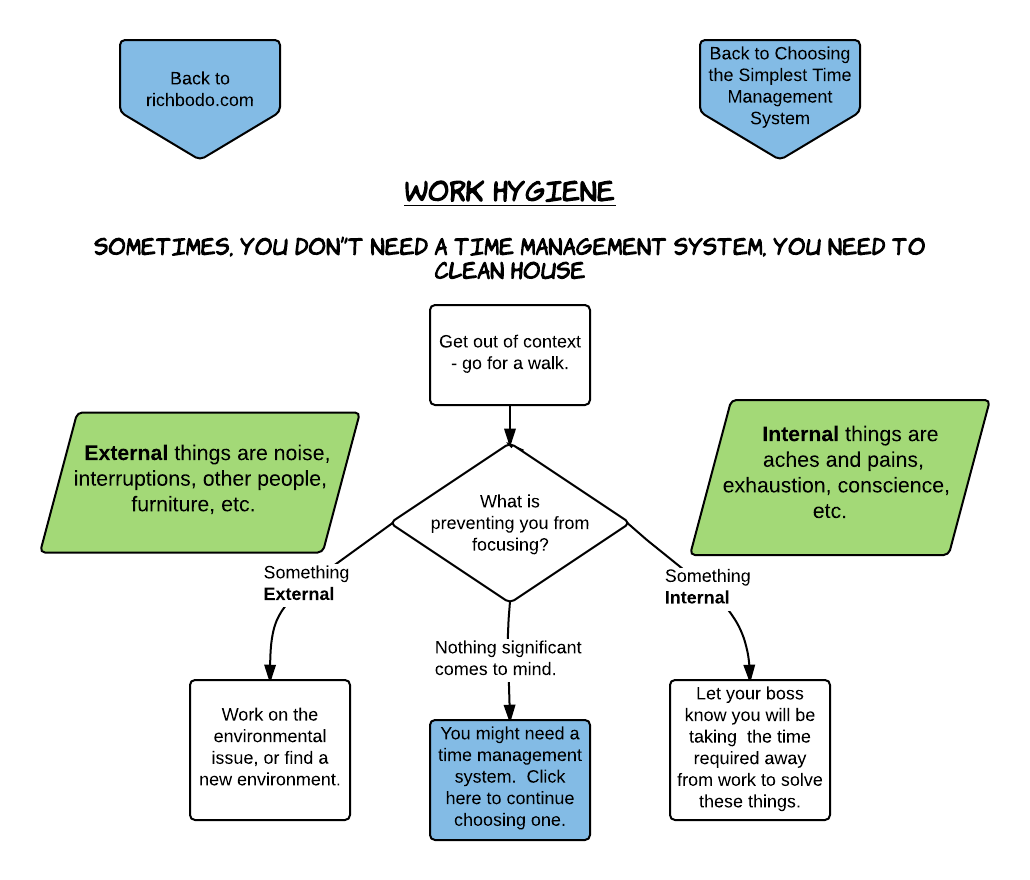 Back to
richbodo.com
Back to Choosing
the Simplest Time
Management
System
WORK HYGIENE
SOMETIMES, YOU DON"T NEED A TIME MANAGEMENT SYSTEM, YOU NEED TO
CLEAN HOUSE
Get out of context
- go for a walk.
External things are noise,
interruptions, other people,
furniture, etc.
Internal things are
aches and pains,
exhaustion, conscience,
etc.
What is
preventing you from
focusing?
Something
External
Something
Internal
Nothing significant
comes to mind.
Work on the
environmental
issue, or find a
new environment.
You might need a
time management
system.  Click
here to continue
choosing one.
Let your boss
know you will be
taking  the time
required away
from work to solve
these things.